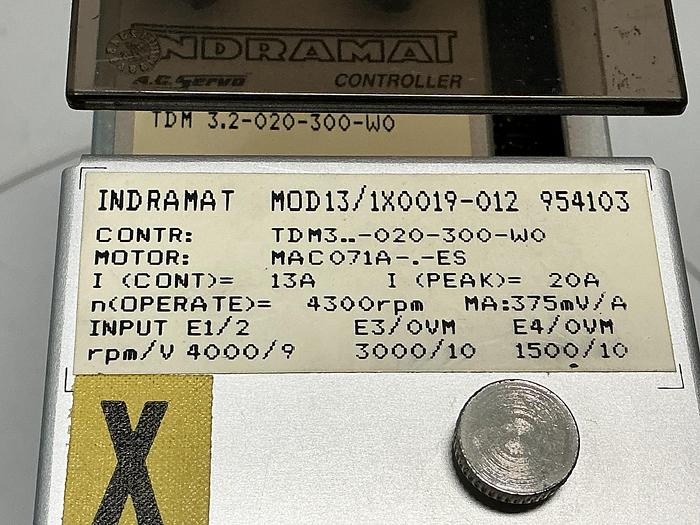 INDRAMAT
A.C. Servo CONTROLLER
TDM 3.2-020-300-W0
INDRAMAT MOD13/1X0019-012 954103
CONTR: TDM3..-020-300-W0
MOTOR: MAC071A-.-ES
I (CONT)= 13A I (PEAK)= 20A
n(OPERATE)= 4300rpm MA:375mV/A
INPUT E1/2 E3/0VM E4/0VM
rpm/V 4000/9 3000/10 1500/10
X